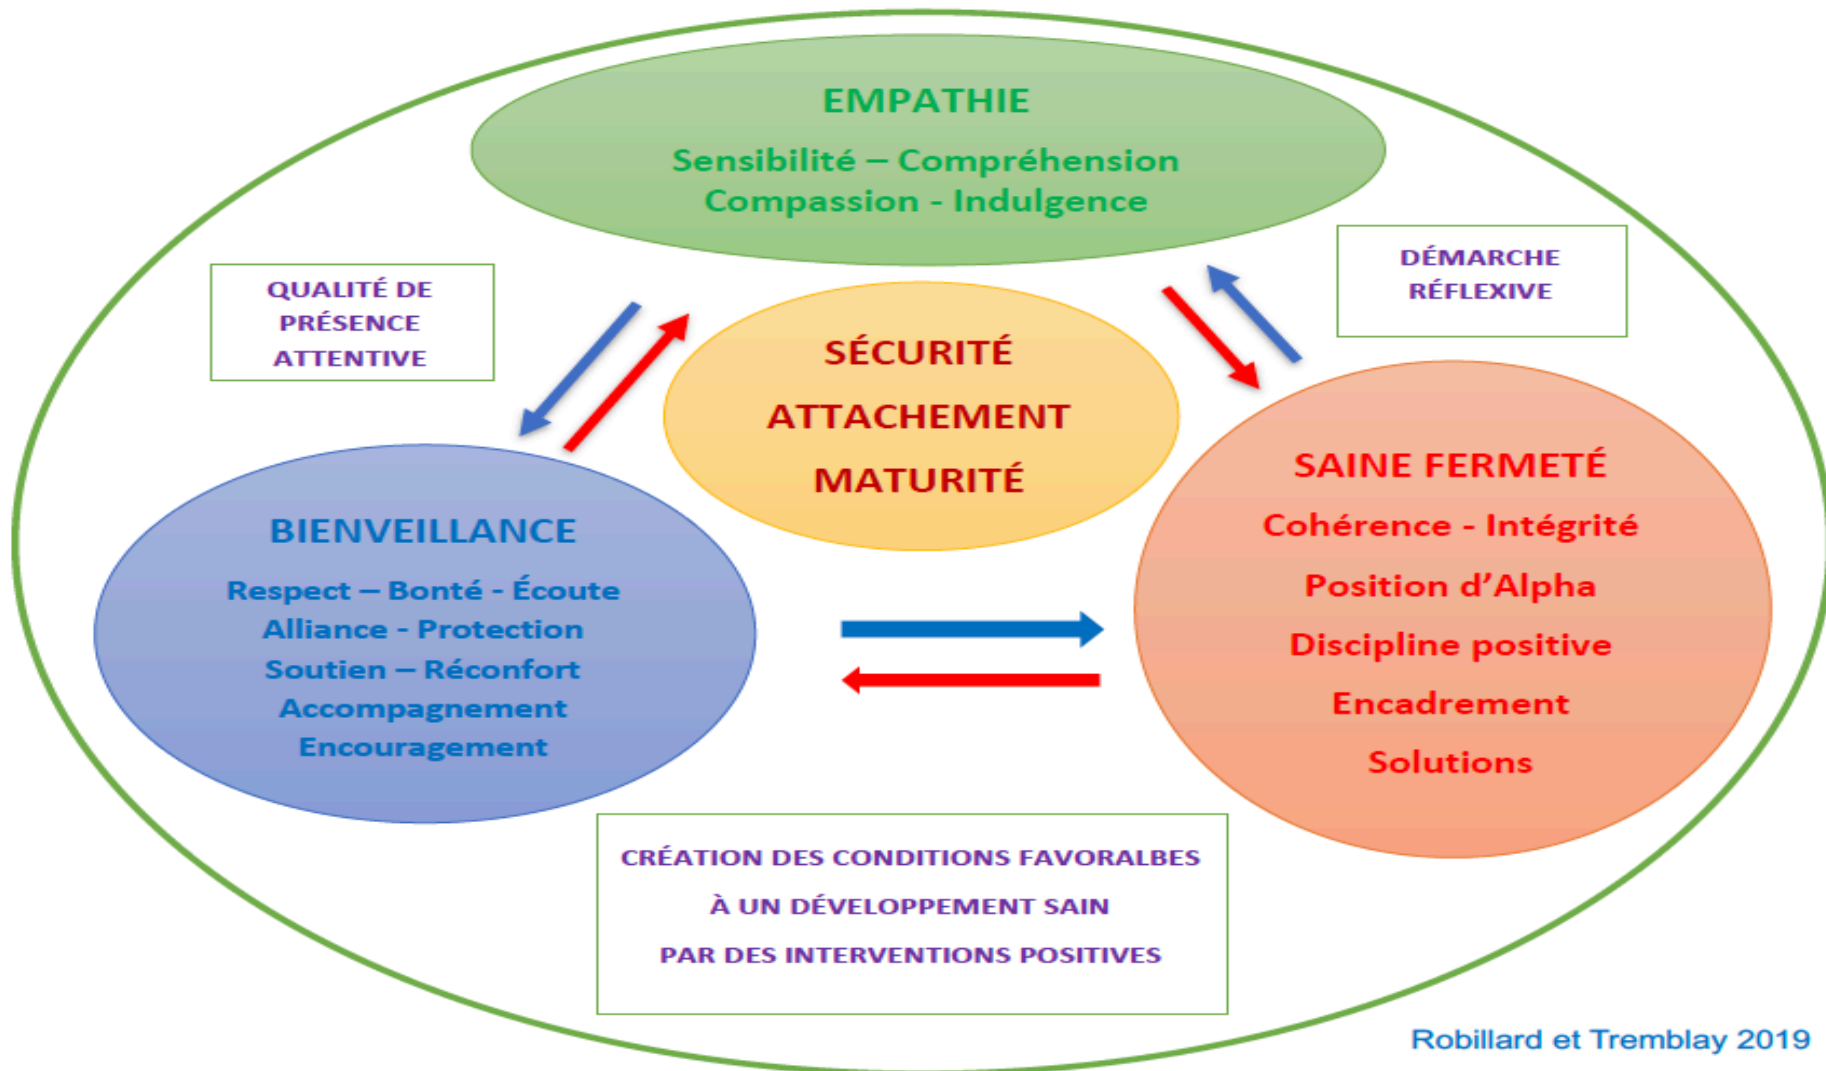 EMPATHIE
Sensibilité – Compréhension
Compassion - Indulgence
QUALITÉ DE
PRÉSENCE
ATTENTIVE
DÉMARCHE
RÉFLEXIVE
SÉCURITÉ
ATTACHEMENT
MATURITÉ
BIENVEILLANCE
Respect – Bonté - Écoute
Alliance - Protection
Soutien – Réconfort
Accompagnement
Encouragement
SAINE FERMETÉ
Cohérence - Intégrité
Position d’Alpha
Discipline positive
Encadrement
Solutions
CRÉATION DES CONDITIONS FAVORALBES
À UN DÉVELOPPEMENT SAIN
PAR DES INTERVENTIONS POSITIVES
Robillard et Tremblay 2019